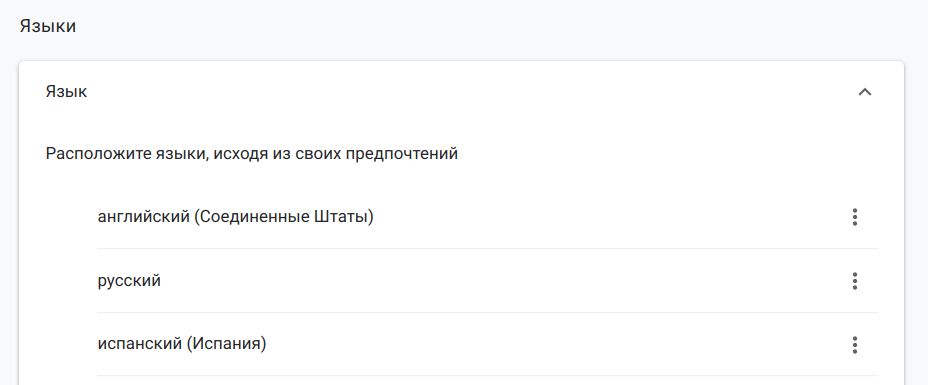 Языки
Язык
Расположите языки, исходя из своих предпочтений
английский (Соединенные Штаты)
русский
испанский (Испания)